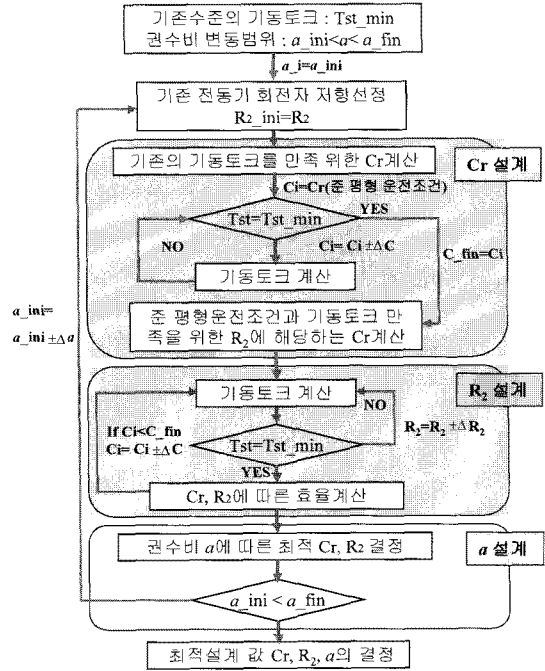 기존수준의 기동토크 : Tst_min
권수비 변동범위 : a_ini<a< a_fin
a_i=a_ini
기존 전동기 회전자 저항선정
R2_ini=R2
기존의 기동토크를 만족 위한 Cr계산
Cr 설계
Ci=Cr(준 평형 운전조건)
Tst=Tst_min
YES
NO
Ci= Ci ±ΔC
C_fin=Ci
기동토크 계산
a_ini=
a_ini ±Δa
준 평형운전조건과 기동토크 만
족을 위한 R2에 해당하는 Cr계산
R2 설계
기동토크 계산
NO
If Ci<C_fin
Ci= Ci ±ΔC
R2=R2 ±ΔR2
Tst=Tst_min
YES
Cr, R2에 따른 효율계산
권수비 a에 따른 최적 Cr, R2 결정
a 설계
a_ini < a_fin
최적설계 값 Cr, R2, a의 결정